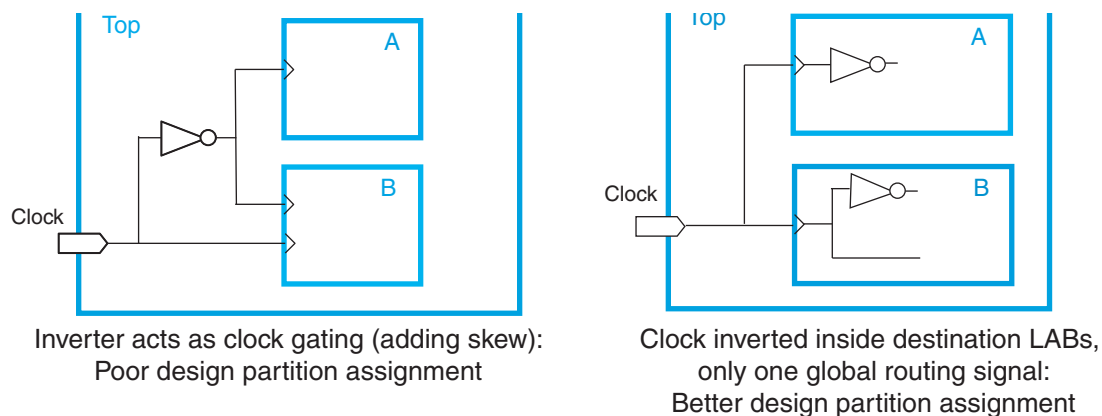 Top
A
B
Clock
Inverter acts as clock gating (adding skew):
Poor design partition assignment
Top
A
B
Clock
Clock inverted inside destination LABs,
only one global routing signal:
Better design partition assignment